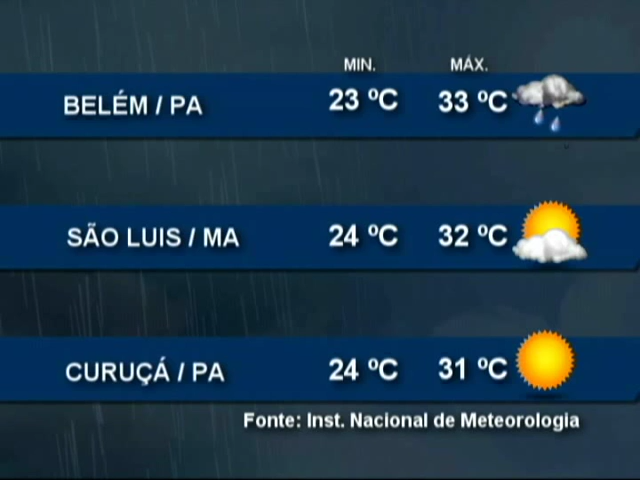 MIN. MÁX.
BELÉM / PA 23 ºC 33 ºC
SÃO LUIS / MA 24 ºC 32 ºC
CURUÇÁ / PA 24 ºC 31 ºC
Fonte: Inst. Nacional de Meteorologia